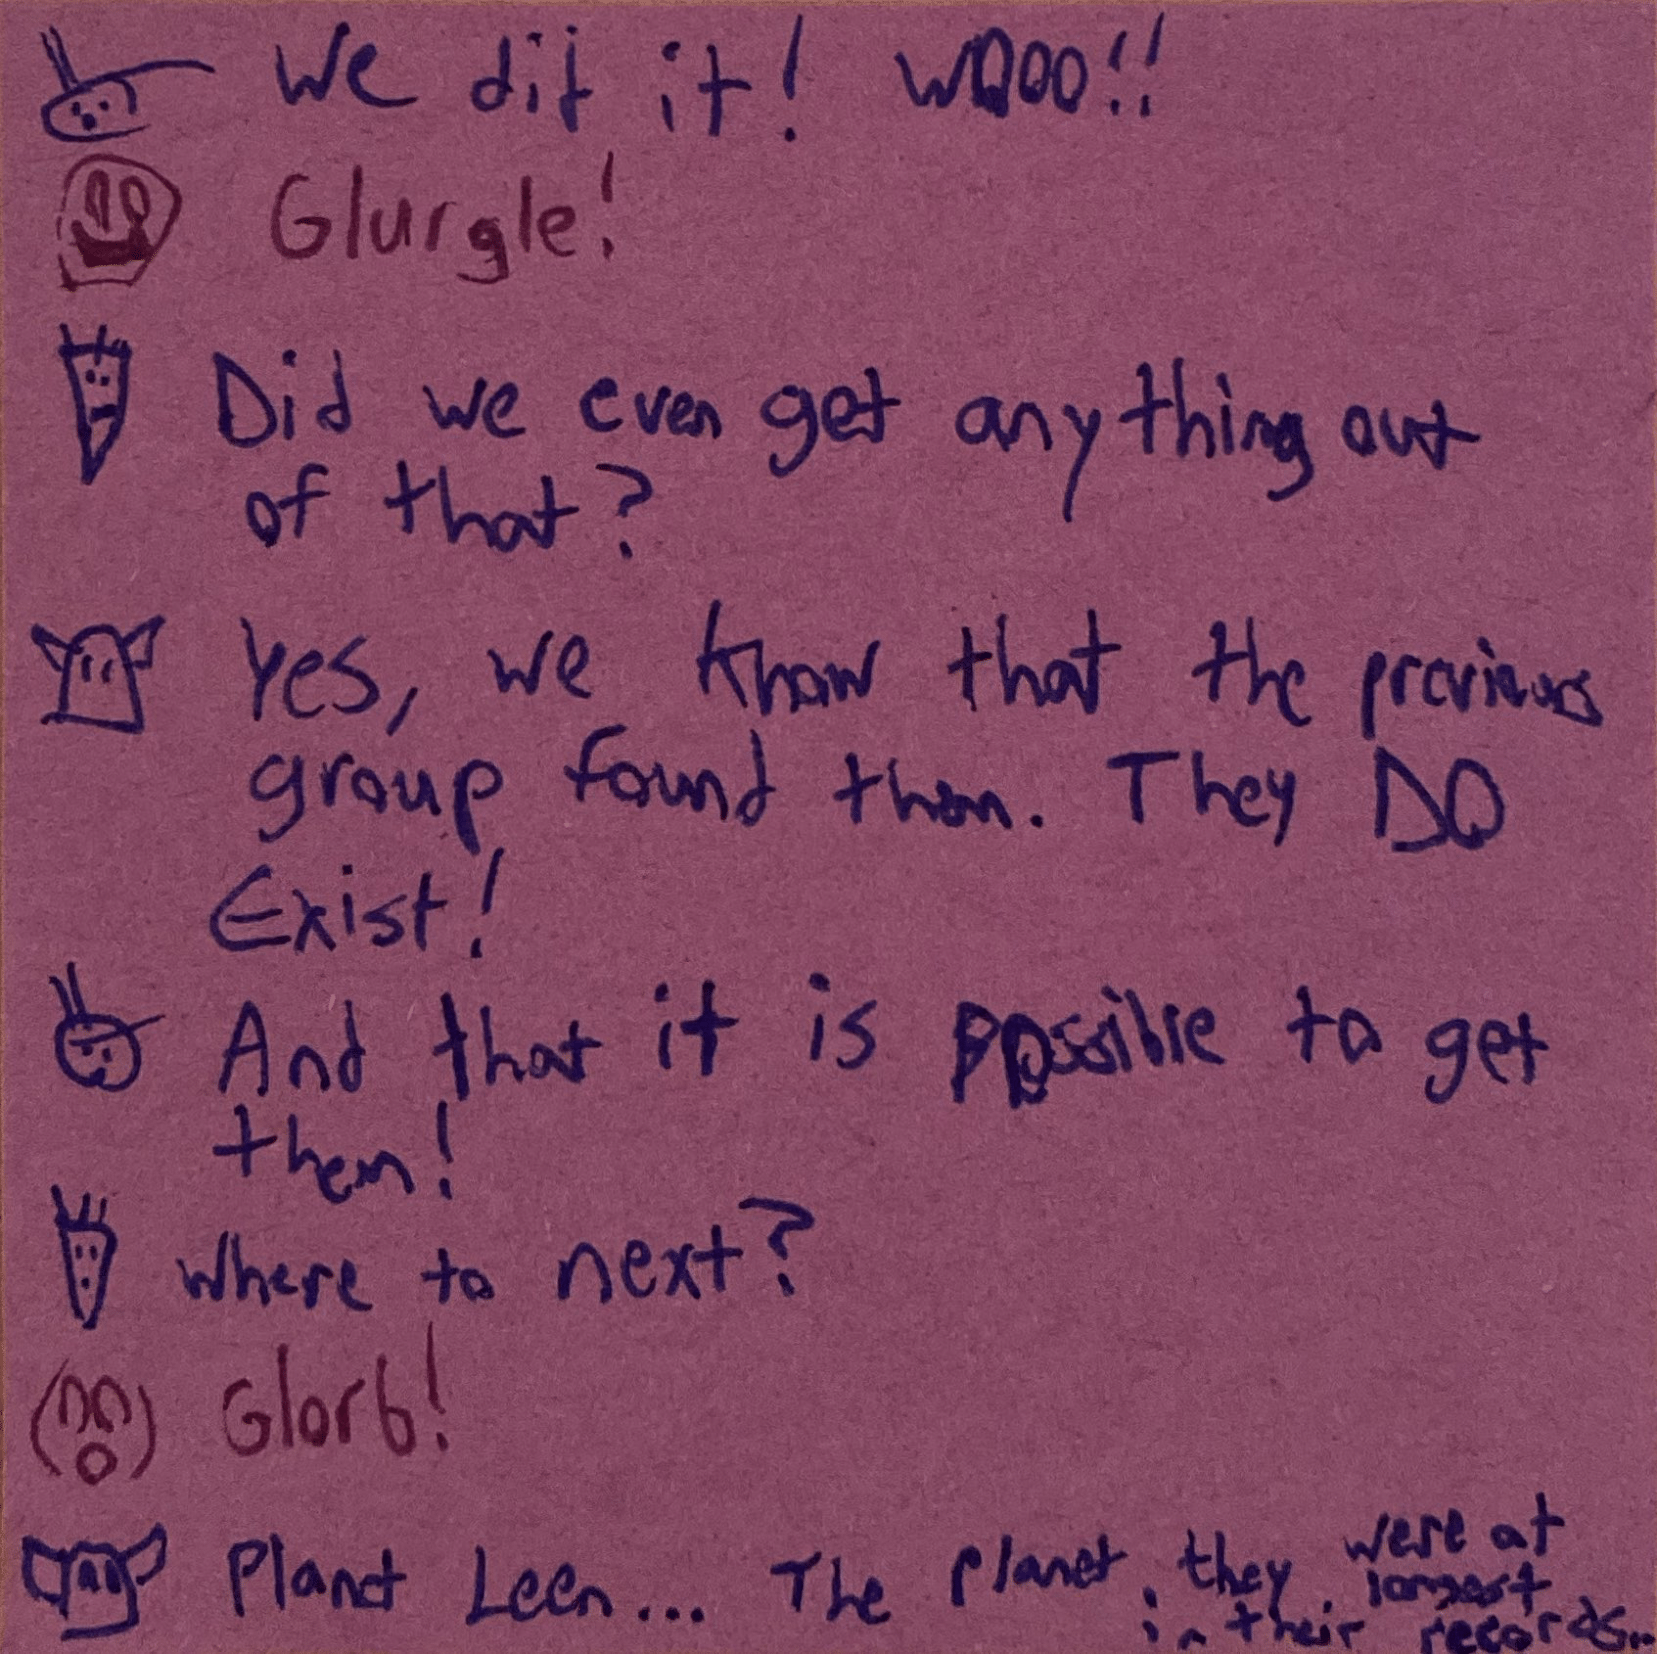 We dit it! WOOO!!
Glurgle!
Did we even get anything out
of that?
Yes, we know that the previous
group found them. They DO
Exist!
And that it is possible to get
them!
Where to next?
Glorb!
Planet Leen... The planet they were at
longest
in their records...